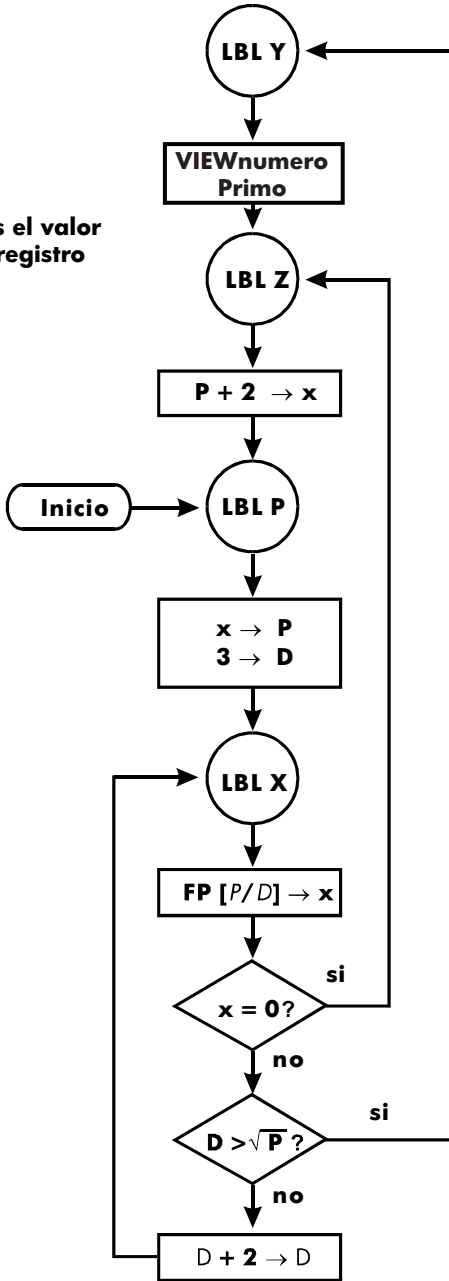 LBL Y
VIEWnumero
Primo
s el valor
registro
LBL Z
P + 2 → x
Inicio
LBL P
x → P
3 → D
LBL X
FP [P/D] → x
si
x = 0?
no
si
D > √P ?
no
D + 2 → D